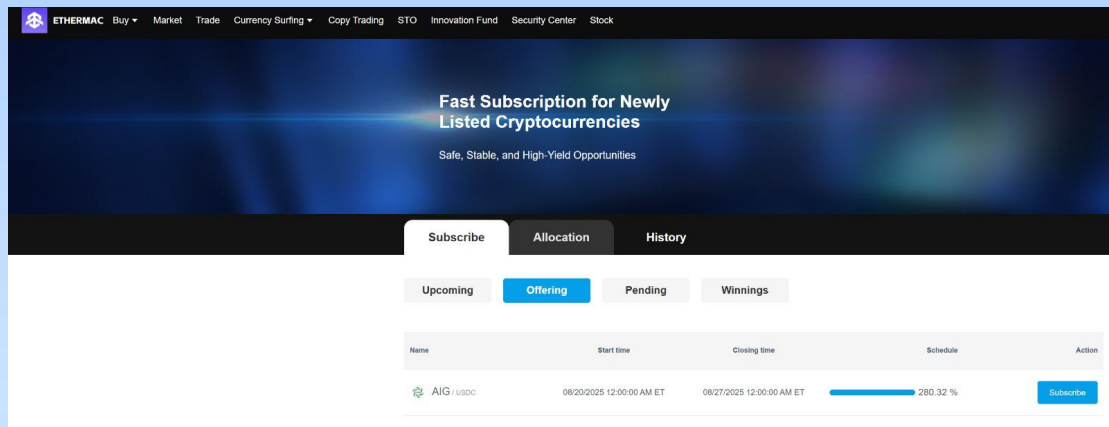 ETHERMAC Buy Market Trade Currency Surfing Copy Trading STO Innovation Fund Security Center Stock
Fast Subscription for Newly
Listed Cryptocurrencies
Safe, Stable, and High-Yield Opportunities
Subscribe Allocation History
Upcoming Offering Pending Winnings
Name Start time Closing time Schedule Action
AIG / USDC 08/20/2025 12:00:00 AM ET 08/27/2025 12:00:00 AM ET 280.32 % Subscribe